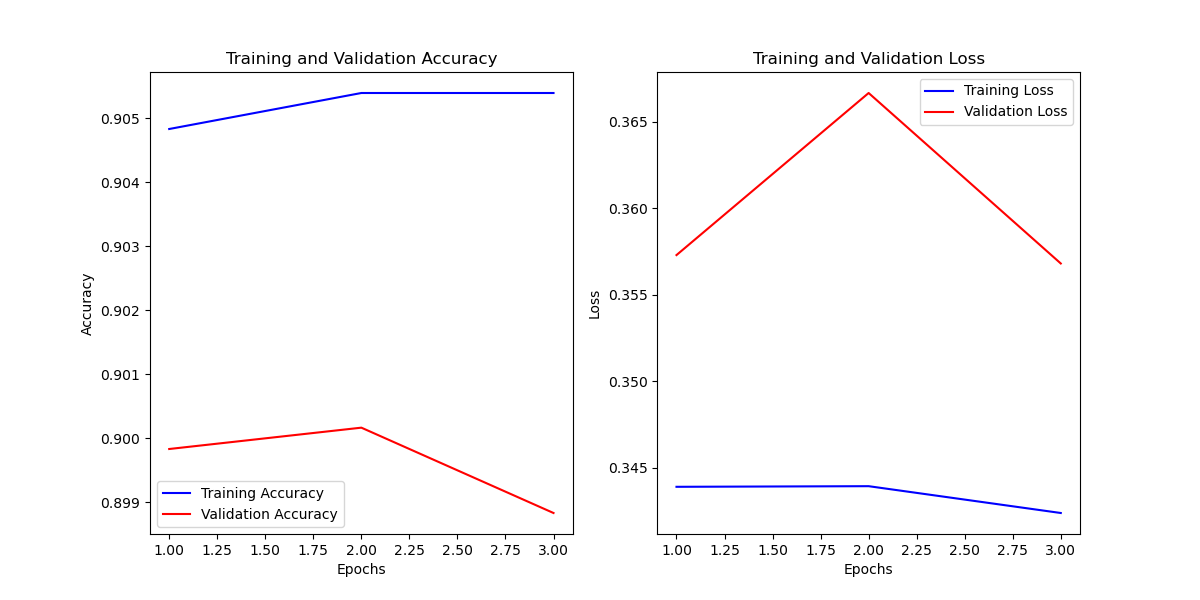 Training and Validation Accuracy
0.905
0.904
0.903
0.902
0.901
0.900
0.899
Accuracy
Training Accuracy
Validation Accuracy
1.00 1.25 1.50 1.75 2.00 2.25 2.50 2.75 3.00
Epochs
Training and Validation Loss
Training Loss
Validation Loss
0.365
0.360
0.355
0.350
0.345
Loss
1.00 1.25 1.50 1.75 2.00 2.25 2.50 2.75 3.00
Epochs